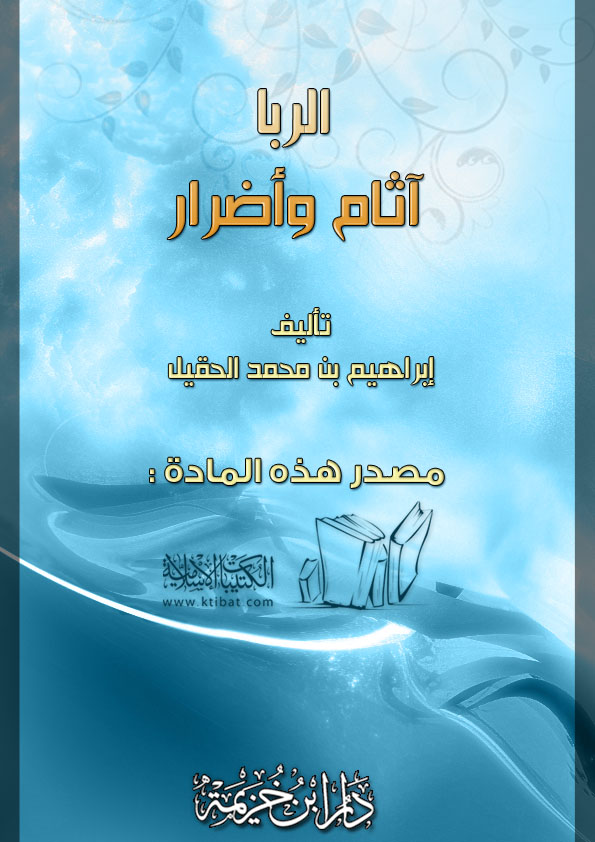 الربا
آثام وأضرار
تأليف
إبراهيم بن محمد الحقيل
مصدر هذه المادة :
الكتيبات الإسلامية
www.ktibat.com
دار ابن خزيمة